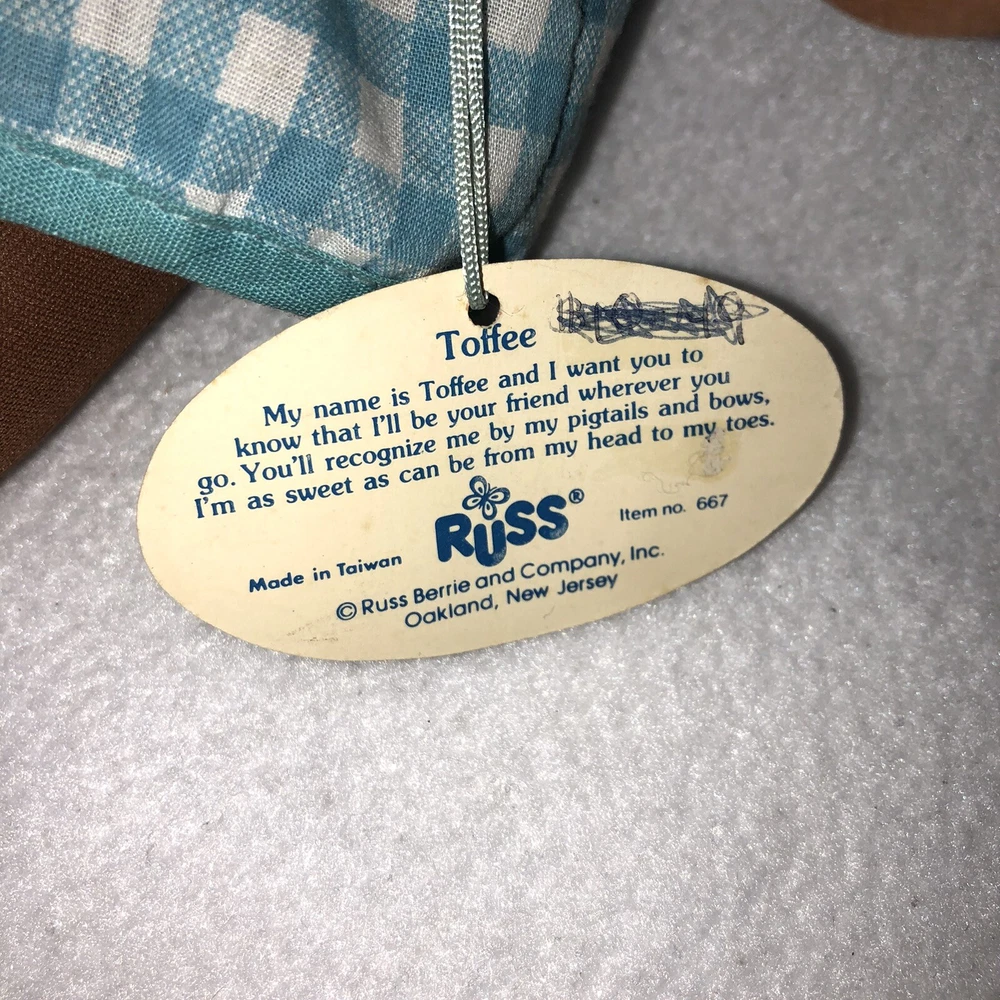 Toffee
My name is Toffee and I want you to
know that I'll be your friend wherever you
go. You'll recognize me by my pigtails and bows,
I'm as sweet as can be from my head to my toes.
RUSS®
Made in Taiwan
Item no. 667
© Russ Berrie and Company, Inc.
Oakland, New Jersey